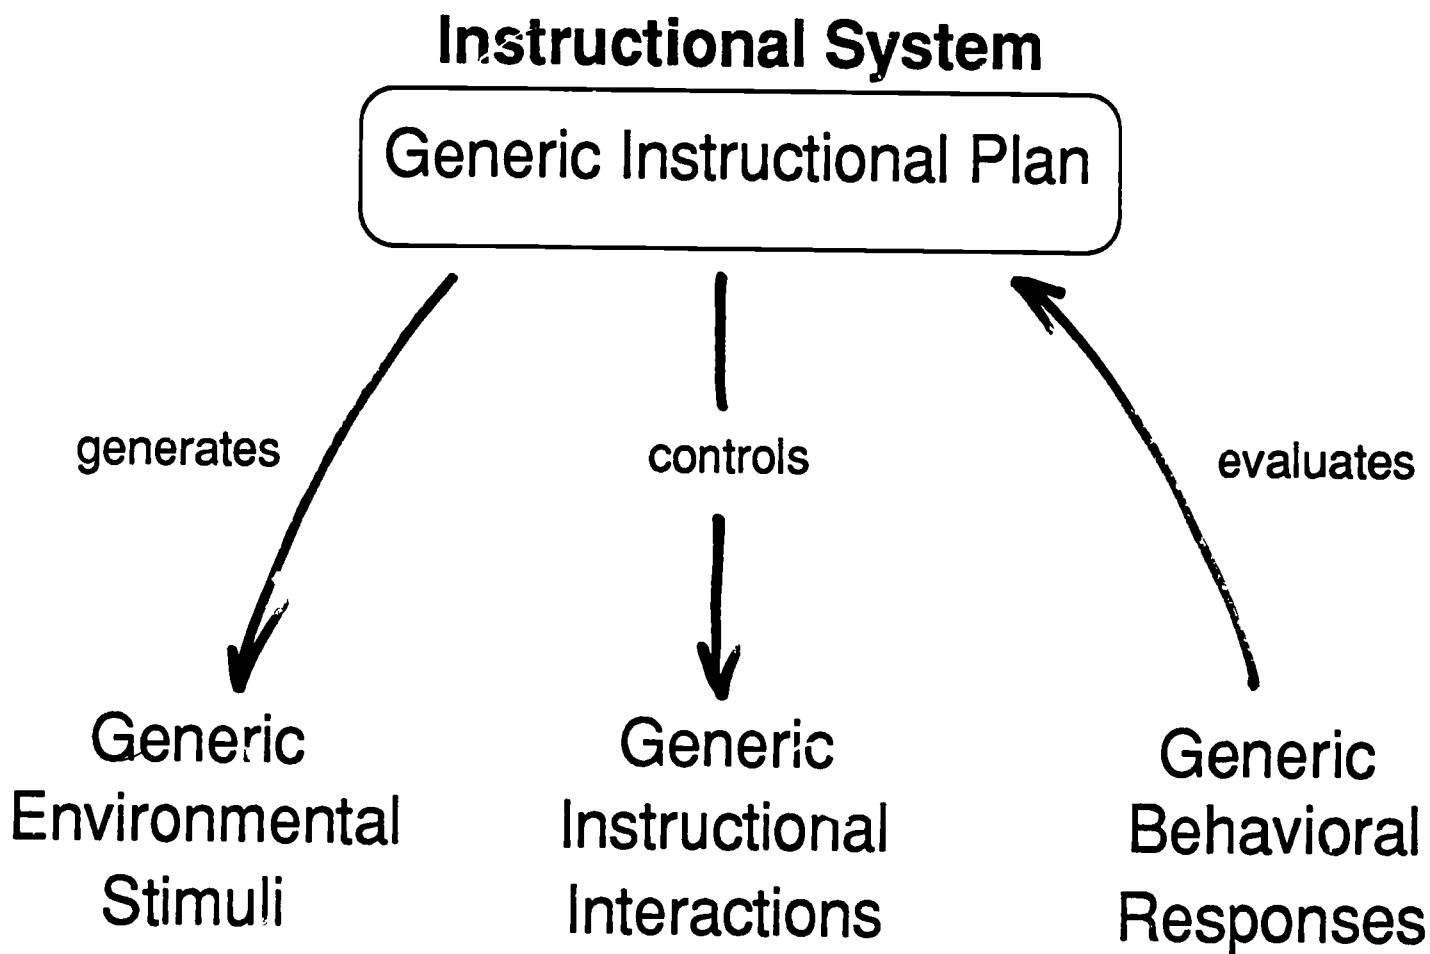 Instructional System
Generic Instructional Plan
generates
controls
evaluates
Generic
Environmental
Stimuli
Generic
Instructional
Interactions
Generic
Behavioral
Responses